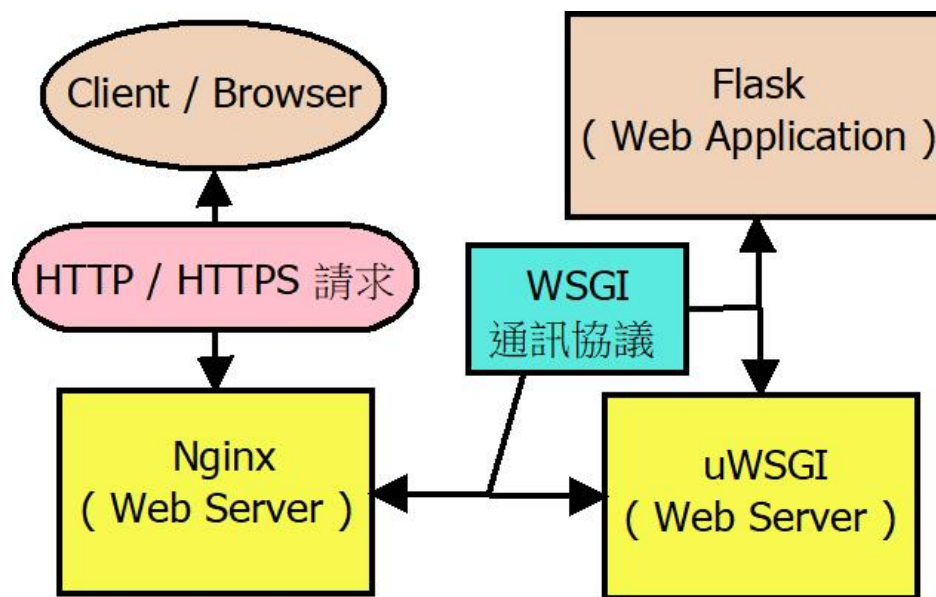 Client / Browser
HTTP / HTTPS 請求
Nginx
( Web Server )
WSGI
通訊協議
Flask
( Web Application )
uWSGI
( Web Server )